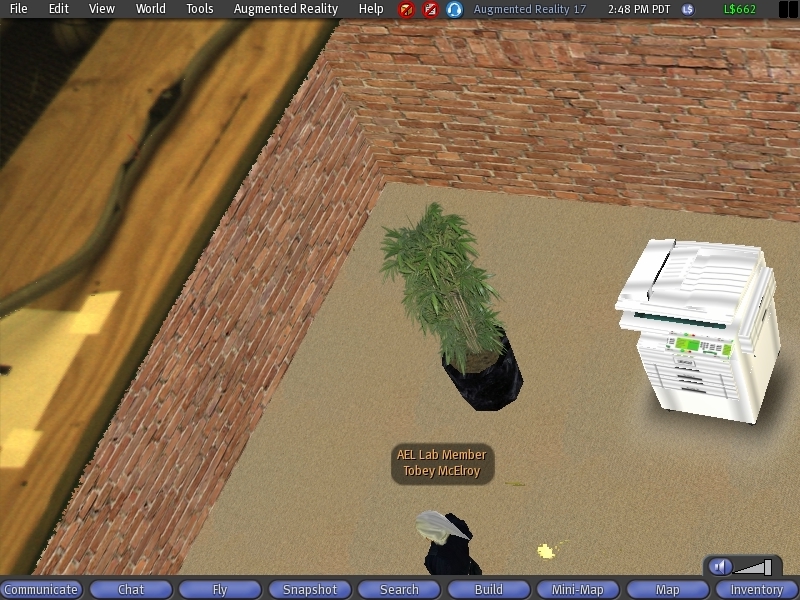 File Edit View World Tools Augmented Reality Help Augmented Reality 17 2:48 PM PDT L$ L$662
AEL Lab Member
Tobey McElroy
Communicate Chat Fly Snapshot Search Build Mini-Map Map Inventory